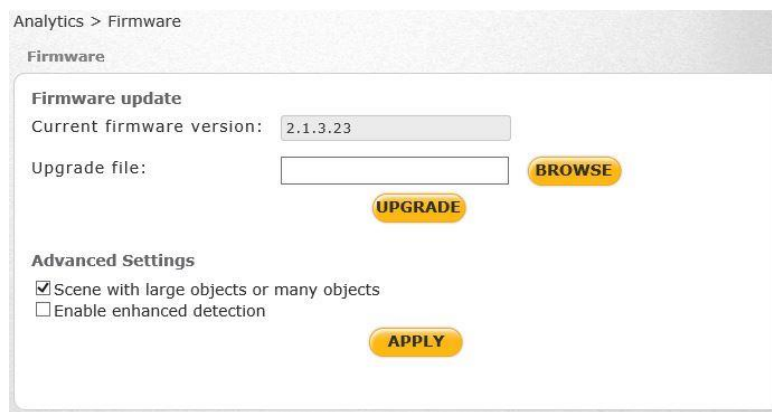 Analytics > Firmware
Firmware
Firmware update
Current firmware version: 2.1.3.23
Upgrade file: BROWSE
UPGRADE
Advanced Settings
Scene with large objects or many objects
Enable enhanced detection
APPLY